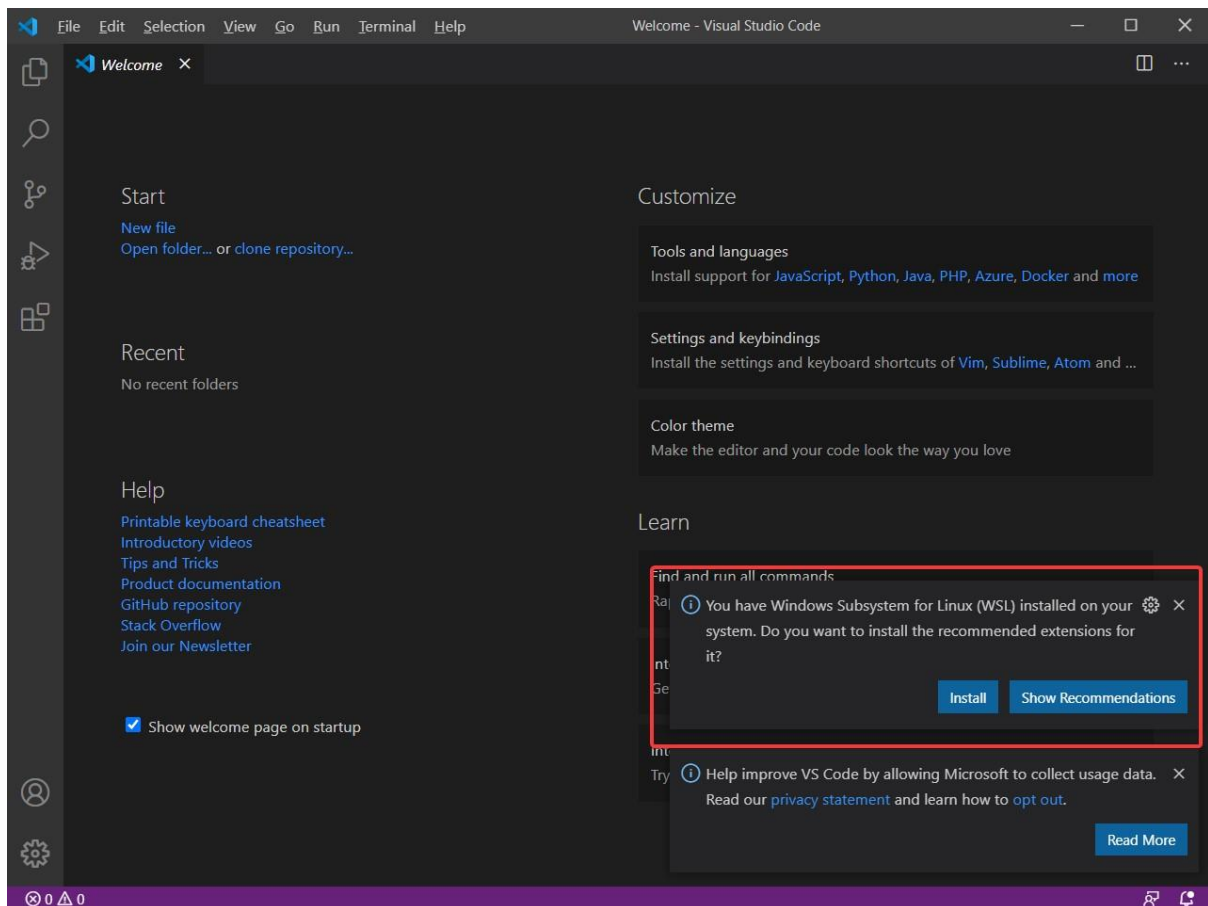 File Edit Selection View Go Run Terminal Help
Welcome - Visual Studio Code
Welcome
Start
New file
Open folder... or clone repository...
Recent
No recent folders
Help
Printable keyboard cheatsheet
Introductory videos
Tips and Tricks
Product documentation
GitHub repository
Stack Overflow
Join our Newsletter
Show welcome page on startup
Customize
Tools and languages
Install support for JavaScript, Python, Java, PHP, Azure, Docker and more
Settings and keybindings
Install the settings and keyboard shortcuts of Vim, Sublime, Atom and ...
Color theme
Make the editor and your code look the way you love
Learn
Find and run all commands
You have Windows Subsystem for Linux (WSL) installed on your
system. Do you want to install the recommended extensions for
it?
Install Show Recommendations
Help improve VS Code by allowing Microsoft to collect usage data.
Read our privacy statement and learn how to opt out.
Try
Read More
0 0